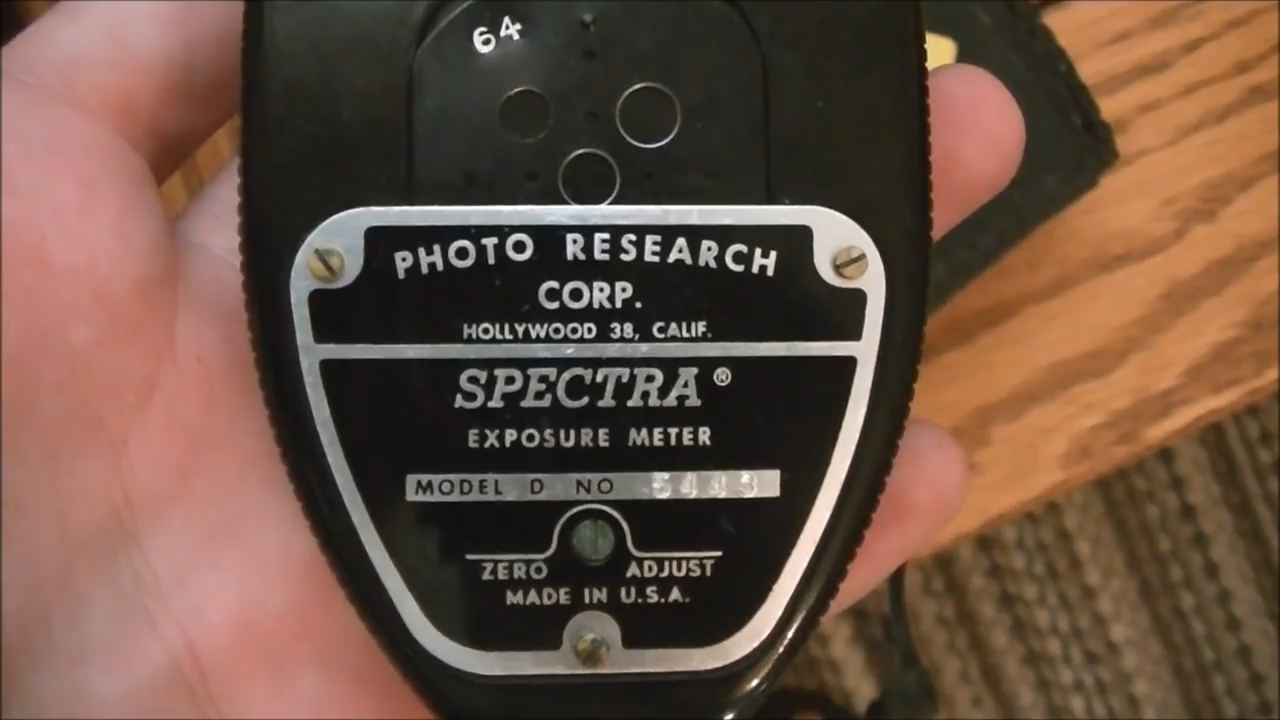 64
PHOTO RESEARCH
CORP.
HOLLYWOOD 38, CALIF.
SPECTRA®
EXPOSURE METER
MODEL D NO
ZERO ADJUST
MADE IN U.S.A.